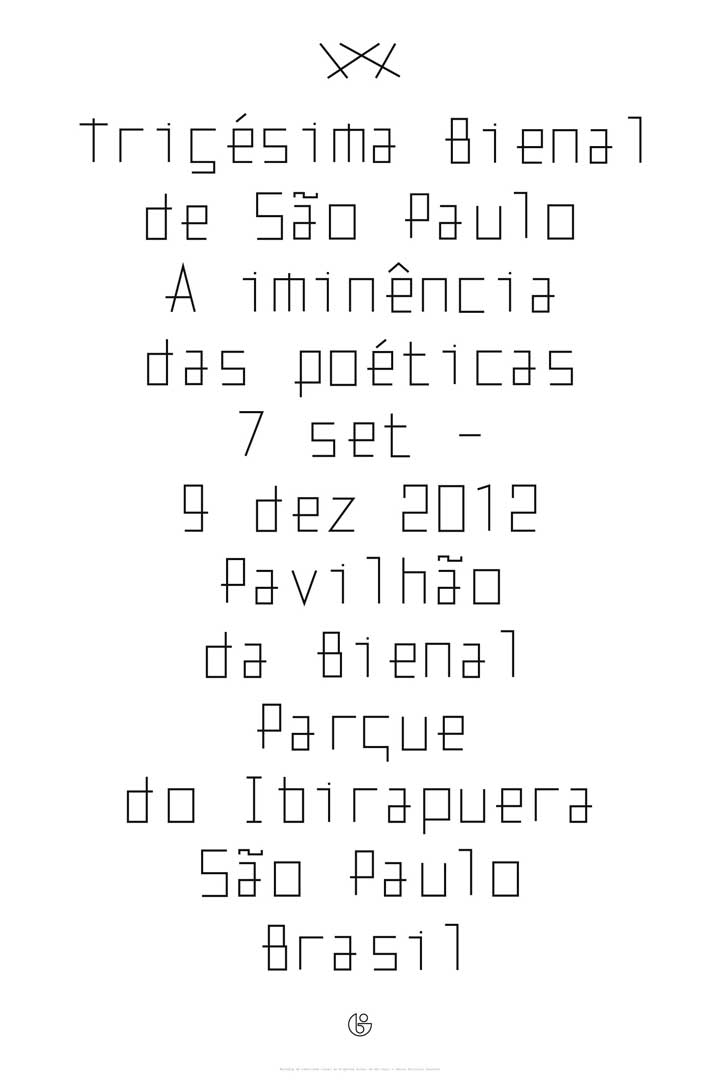 Trigésima Bienal
de São Paulo
A iminência
das poéticas
7 set -
9 dez 2012
Pavilhão
da Bienal
Parque
do Ibirapuera
São Paulo
Brasil